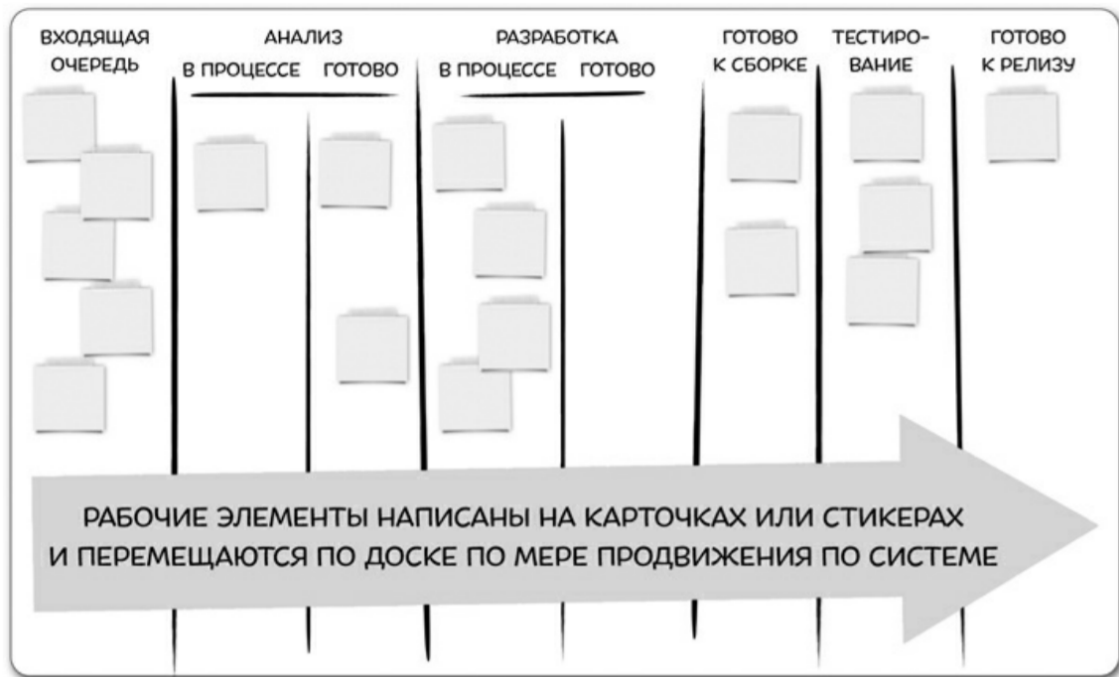 ВХОДЯЩАЯ
ОЧЕРЕДЬ
АНАЛИЗ
В ПРОЦЕССЕ ГОТОВО
РАЗРАБОТКА
В ПРОЦЕССЕ ГОТОВО
ГОТОВО
К СБОРКЕ
ТЕСТИРО-
ВАНИЕ
ГОТОВО
К РЕЛИЗУ
РАБОЧИЕ ЭЛЕМЕНТЫ НАПИСАНЫ НА КАРТОЧКАХ ИЛИ СТИКЕРАХ
И ПЕРЕМЕЩАЮТСЯ ПО ДОСКЕ ПО МЕРЕ ПРОДВИЖЕНИЯ ПО СИСТЕМЕ